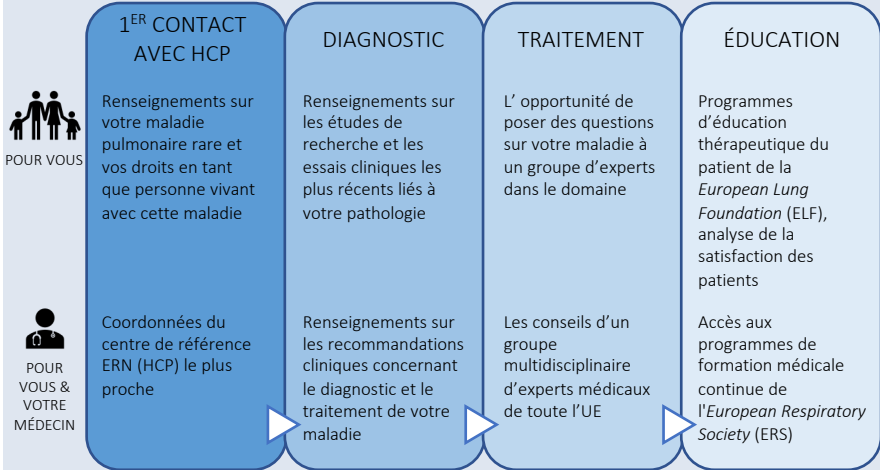 1ER CONTACT
AVEC HCP
DIAGNOSTIC
TRAITEMENT
ÉDUCATION
POUR VOUS
Renseignements sur
votre maladie
pulmonaire rare et
vos droits en tant
que personne vivant
avec cette maladie
Renseignements sur
les études de
recherche et les
essais cliniques les
plus récents liés à
votre pathologie
L’ opportunité de
poser des questions
sur votre maladie à
un groupe d’experts
dans le domaine
Programmes
d’éducation
thérapeutique du
patient de la
European Lung
Foundation (ELF),
analyse de la
satisfaction des
patients
POUR
VOUS &
VOTRE
MÉDECIN
Coordonnées du
centre de référence
ERN (HCP) le plus
proche
Renseignements sur
les recommandations
cliniques concernant
le diagnostic et le
traitement de votre
maladie
Les conseils d’un
groupe
multidisciplinaire
d’experts médicaux
de toute l’UE
Accès aux
programmes de
formation médicale
continue de
l'European Respiratory
Society (ERS)